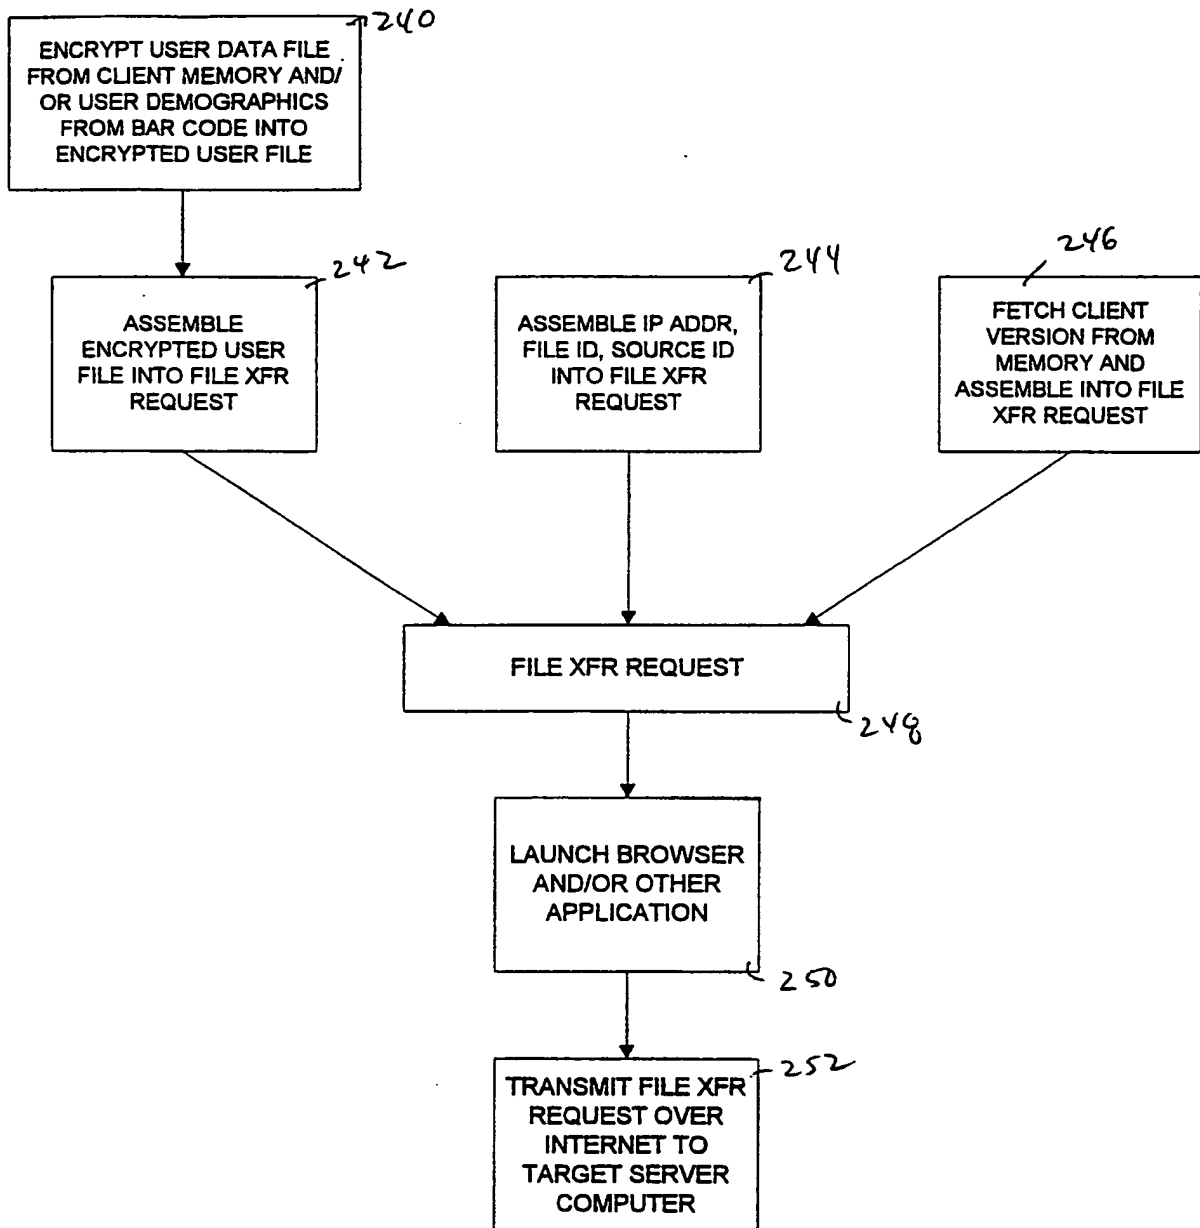 240
ENCRYPT USER DATA FILE
FROM CLIENT MEMORY AND/
OR USER DEMOGRAPHICS
FROM BAR CODE INTO
ENCRYPTED USER FILE
242
ASSEMBLE
ENCRYPTED USER
FILE INTO FILE XFR
REQUEST
244
ASSEMBLE IP ADDR,
FILE ID, SOURCE ID
INTO FILE XFR
REQUEST
246
FETCH CLIENT
VERSION FROM
MEMORY AND
ASSEMBLE INTO FILE
XFR REQUEST
FILE XFR REQUEST
248
LAUNCH BROWSER
AND/OR OTHER
APPLICATION
250
252
TRANSMIT FILE XFR
REQUEST OVER
INTERNET TO
TARGET SERVER
COMPUTER